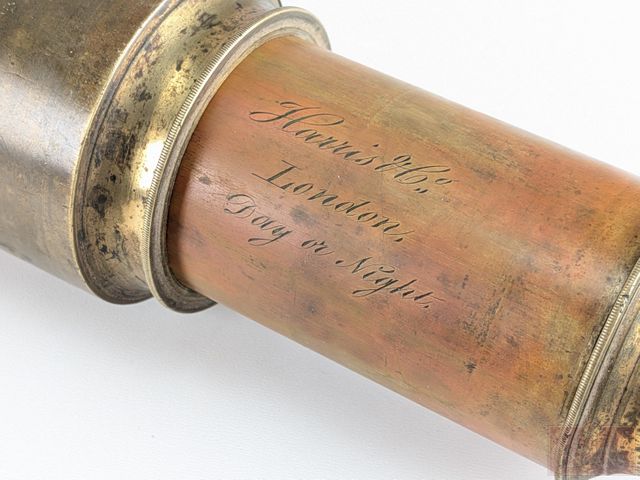 Harris & Co.
London,
Day or Night.